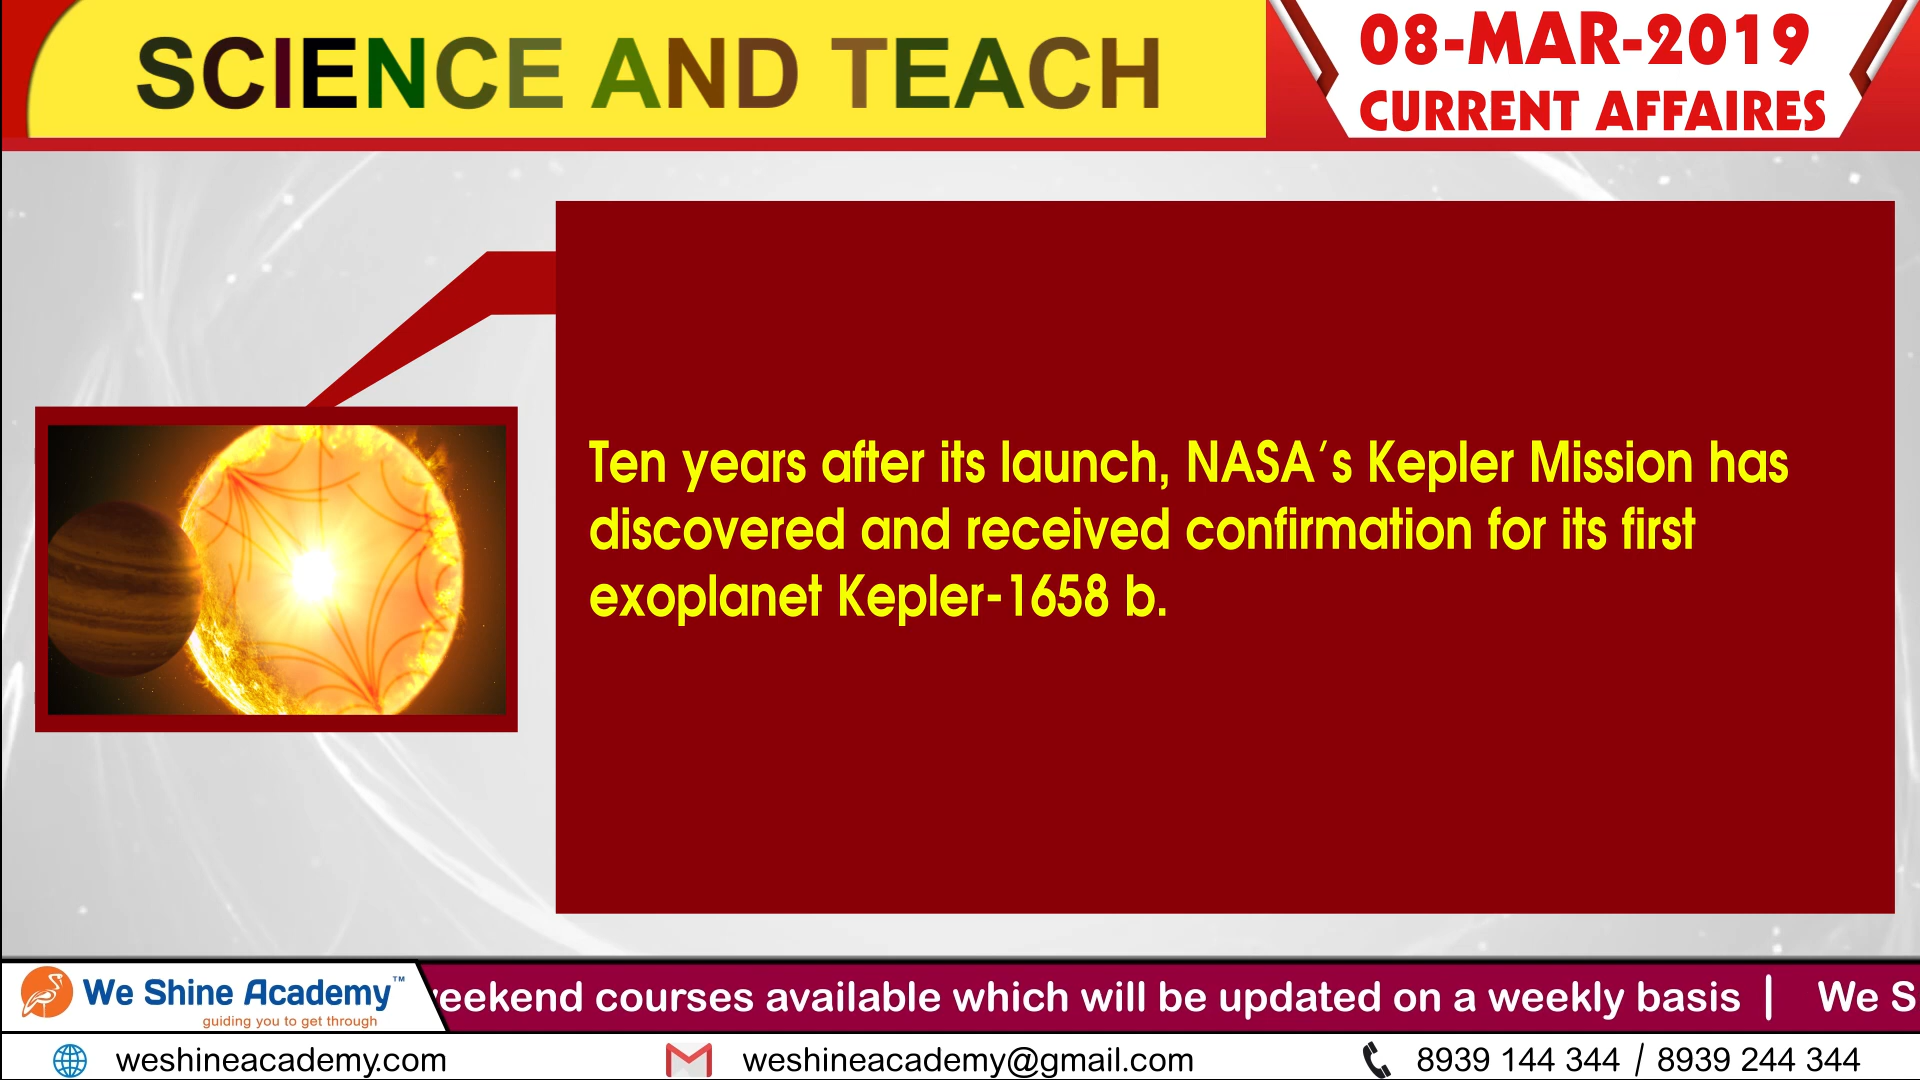 SCIENCE AND TEACH
08-MAR-2019
CURRENT AFFAIRES
Ten years after its launch, NASA´s Kepler Mission has
discovered and received confirmation for its first
exoplanet Kepler-1658 b.
We Shine Academy™
guiding you to get through
courses available which will be updated on a weekly basis | We
weshineacademy.com
weshineacademy@gmail.com
8939 144 344 / 8939 244 344